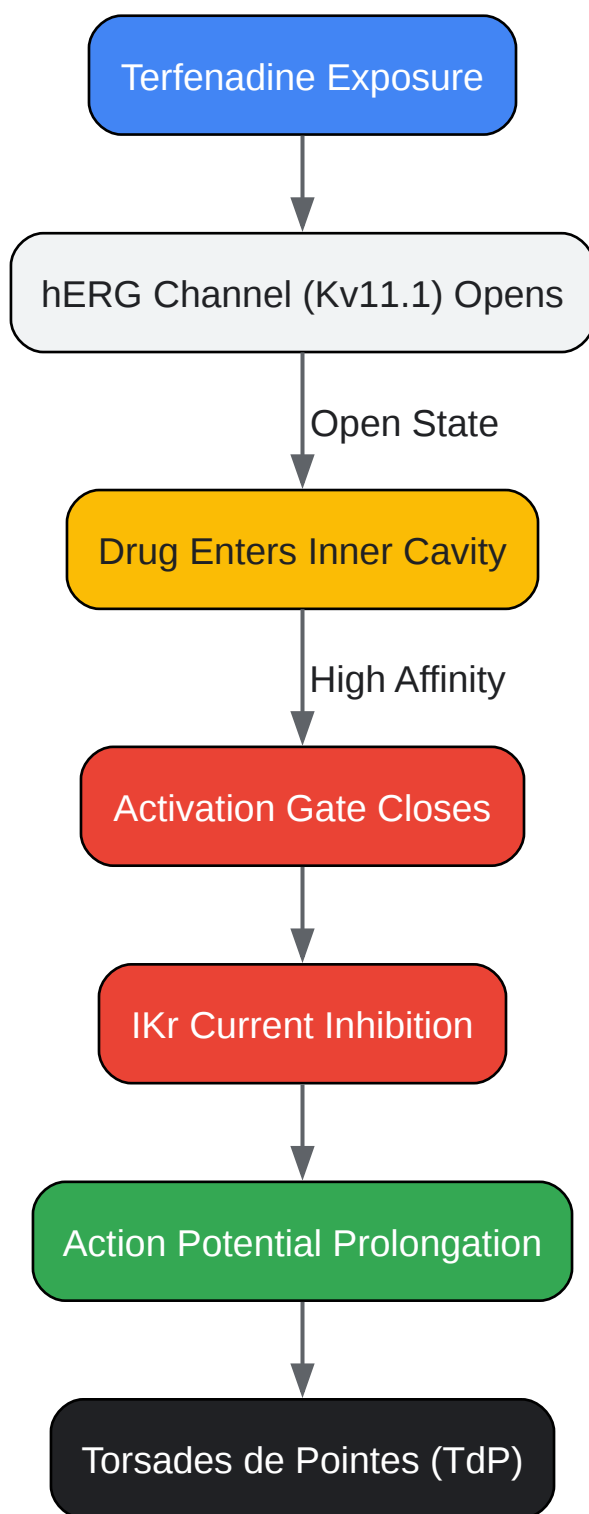 Terfenadine Exposure
hERG Channel (Kv11.1) Opens
Open State
Drug Enters Inner Cavity
High Affinity
Activation Gate Closes
IKr Current Inhibition
Action Potential Prolongation
Torsades de Pointes (TdP)